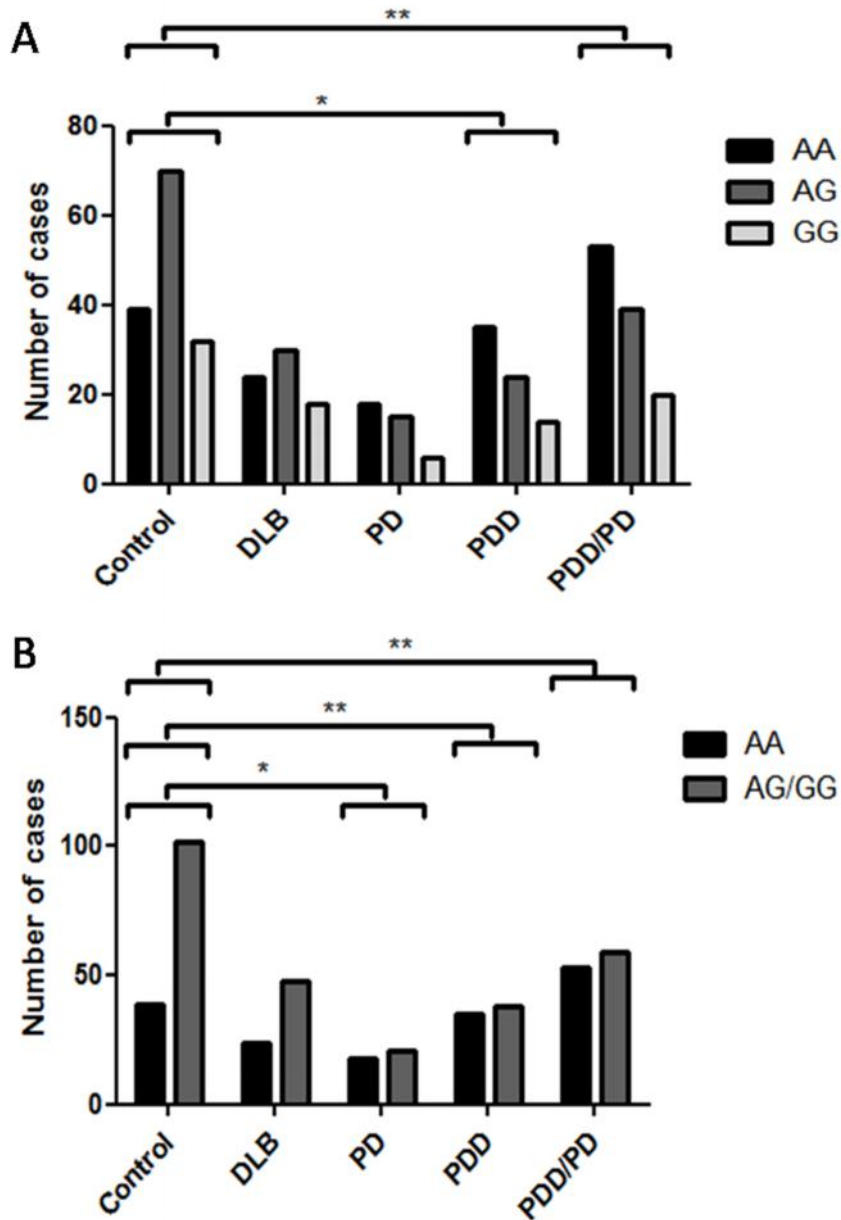 A
**
*
80
60
40
20
0
Number of cases
AA
AG
GG
Control
DLB
PD
PDD
PDD/PD
B
**
**
*
150
100
50
0
Number of cases
AA
AG/GG
Control
DLB
PD
PDD
PDD/PD